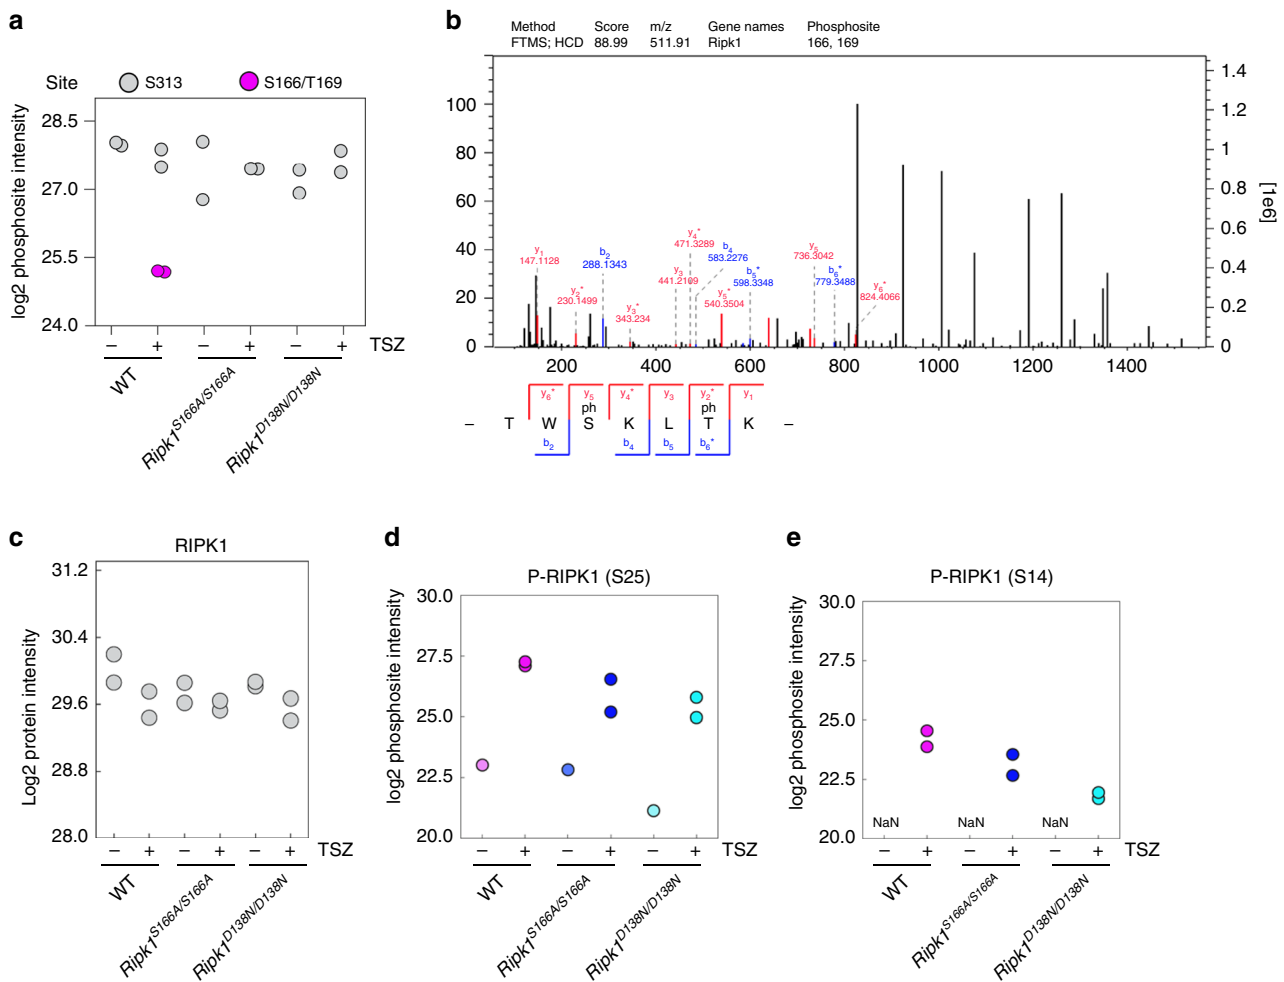 a
Site S313 S166/T169
log2 phosphosite intensity
28.5
27.0
25.5
24.0
– + – + – + TSZ
WT
Ripk1S166A/S166A
Ripk1D138N/D138N
b
Method Score m/z Gene names Phosphosite
FTMS; HCD 88.99 511.91 Ripk1 166, 169
100
80
60
40
20
0
1.4
1.2
1
0.8
0.6
0.4
0.2
0
[1e6]
y1
147.1128
y2*
230.1499
b2
288.1343
y3*
343.234
y3
441.2109
y4*
471.3289
b4
583.2276
y5*
540.3504
b5*
598.3348
y5
736.3042
b6*
779.3488
y6*
824.4066
200 400 600 800 1000 1200 1400
y6* y5 y4* y3 y2* y1
ph ph
– T W S K L T K –
b2 b4 b5 b6*
c
RIPK1
Log2 protein intensity
31.2
30.4
29.6
28.8
28.0
– + – + – + TSZ
WT
Ripk1S166A/S166A
Ripk1D138N/D138N
d
P-RIPK1 (S25)
log2 phosphosite intensity
30.0
27.5
25.0
22.5
20.0
– + – + – + TSZ
WT
Ripk1S166A/S166A
Ripk1D138N/D138N
e
P-RIPK1 (S14)
log2 phosphosite intensity
30.0
27.5
25.0
22.5
20.0
NaN NaN NaN
– + – + – + TSZ
WT
Ripk1S166A/S166A
Ripk1D138N/D138N